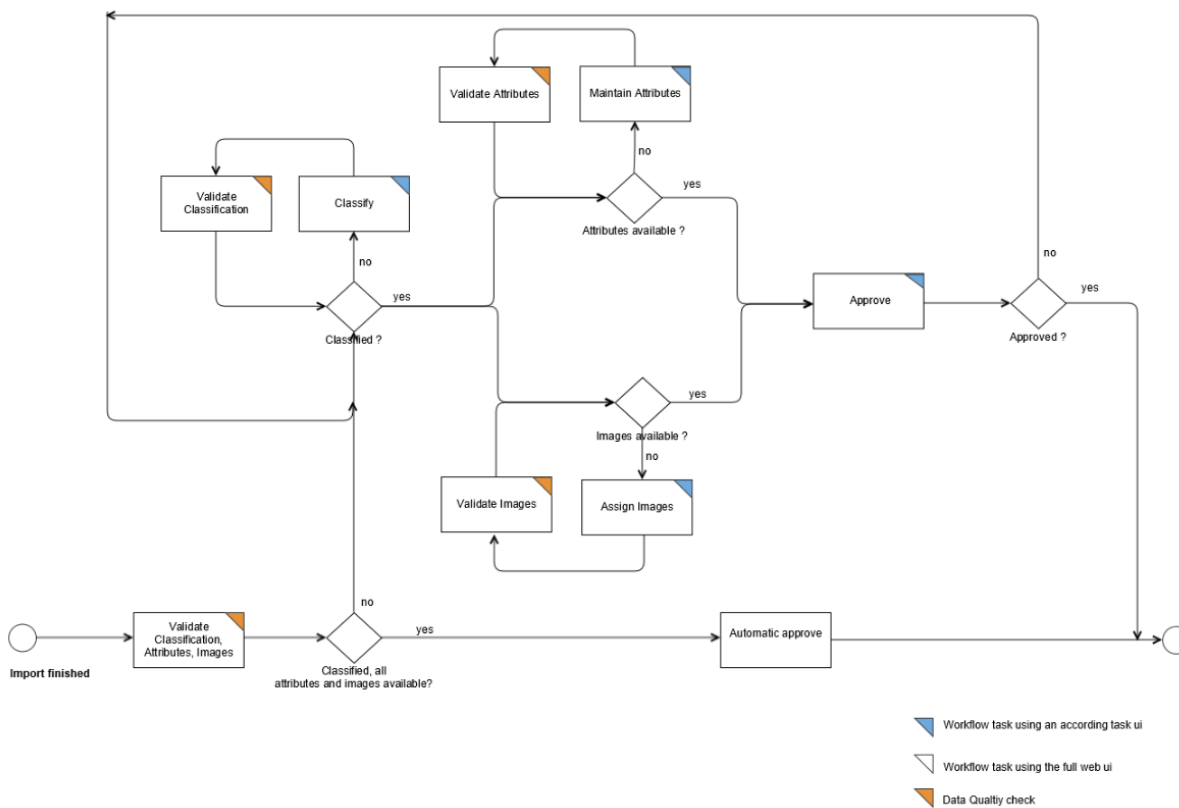 Validate Attributes
Maintain Attributes
no
yes
Attributes available ?
Validate
Classification
Classify
no
yes
Classified ?
Approve
no
yes
Approved ?
yes
Images available ?
no
Validate Images
Assign Images
no
Import finished
Validate
Classification,
Attributes, Images
yes
Classified, all
attributes and images available?
Automatic approve
Workflow task using an according task ui
Workflow task using the full web ui
Data Qualtiy check